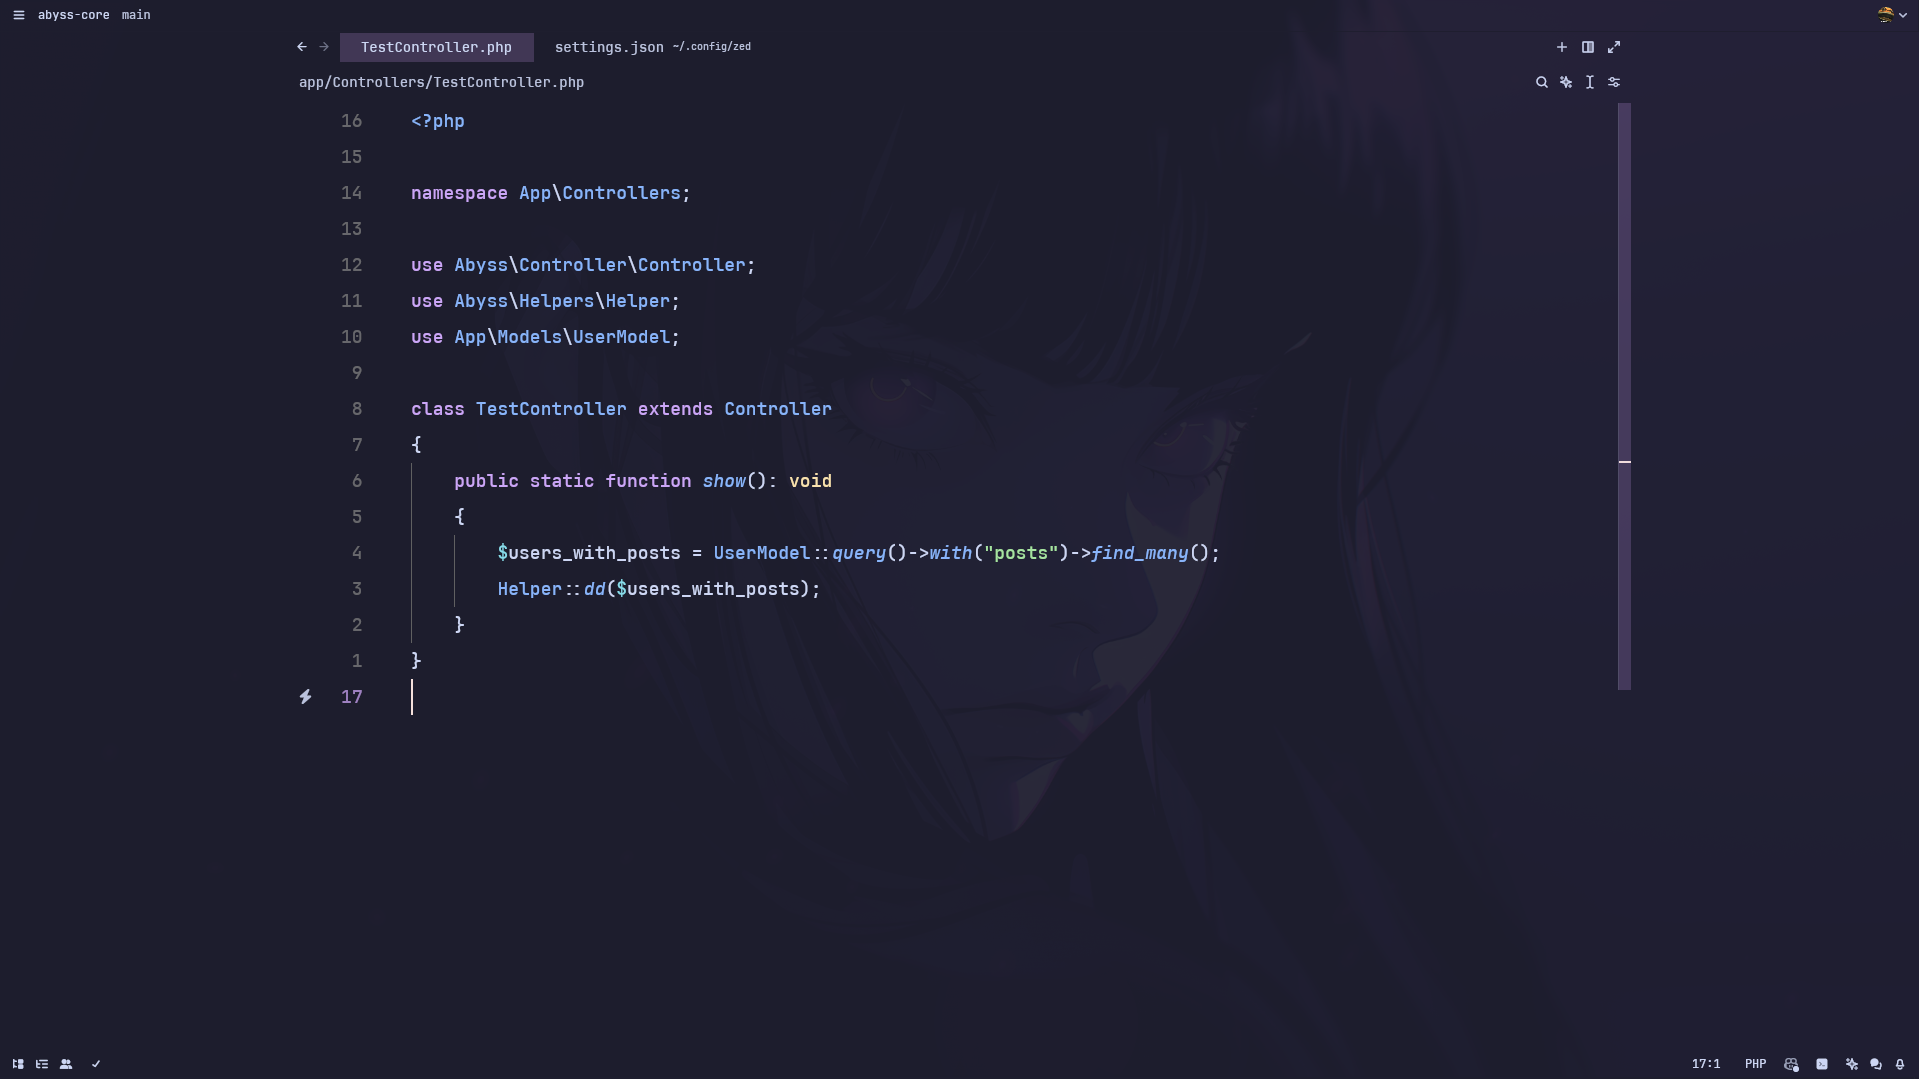 abyss-core main
TestController.php settings.json ~/.config/zed
app/Controllers/TestController.php
16 <?php
15
14 namespace App\Controllers;
13
12 use Abyss\Controller\Controller;
11 use Abyss\Helpers\Helper;
10 use App\Models\UserModel;
9
8 class TestController extends Controller
7 {
6     public static function show(): void
5     {
4         $users_with_posts = UserModel::query()->with("posts")->find_many();
3         Helper::dd($users_with_posts);
2     }
1 }
17
17:1 PHP